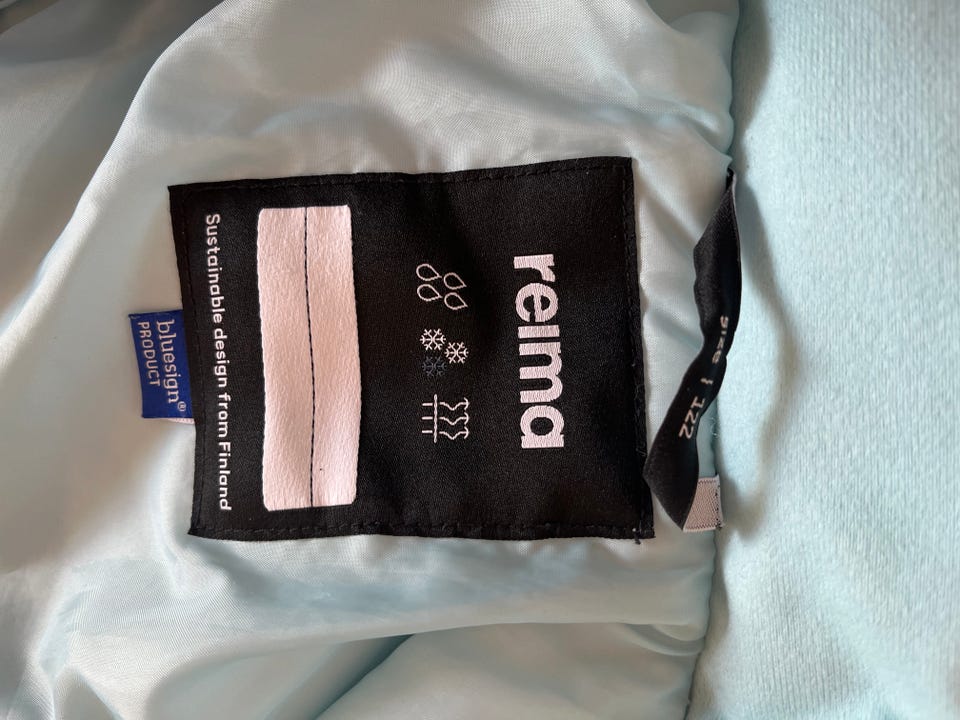 size | 122
reima
Sustainable design from Finland
bluesign®
PRODUCT